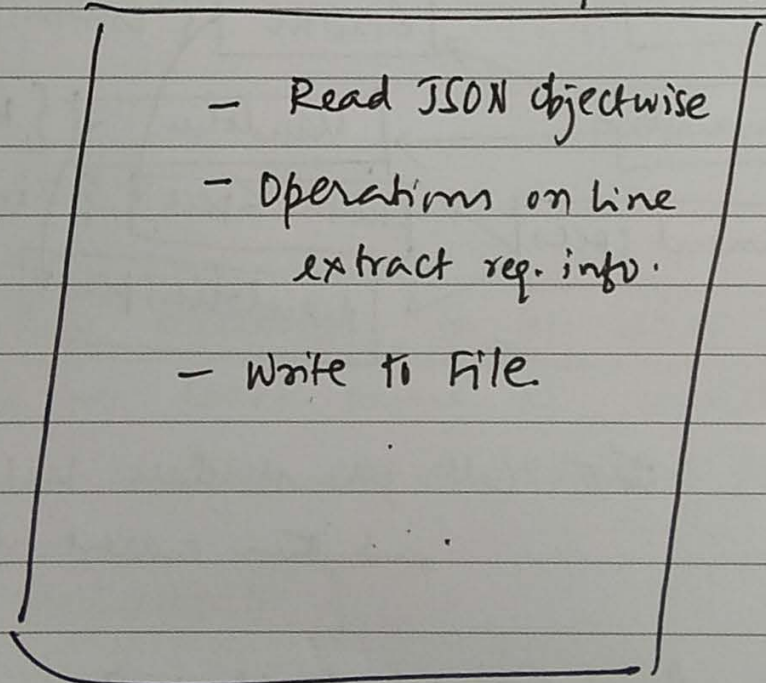 - Read JSON Objectwise
- Operations on line
extract req. info.
- Write to File